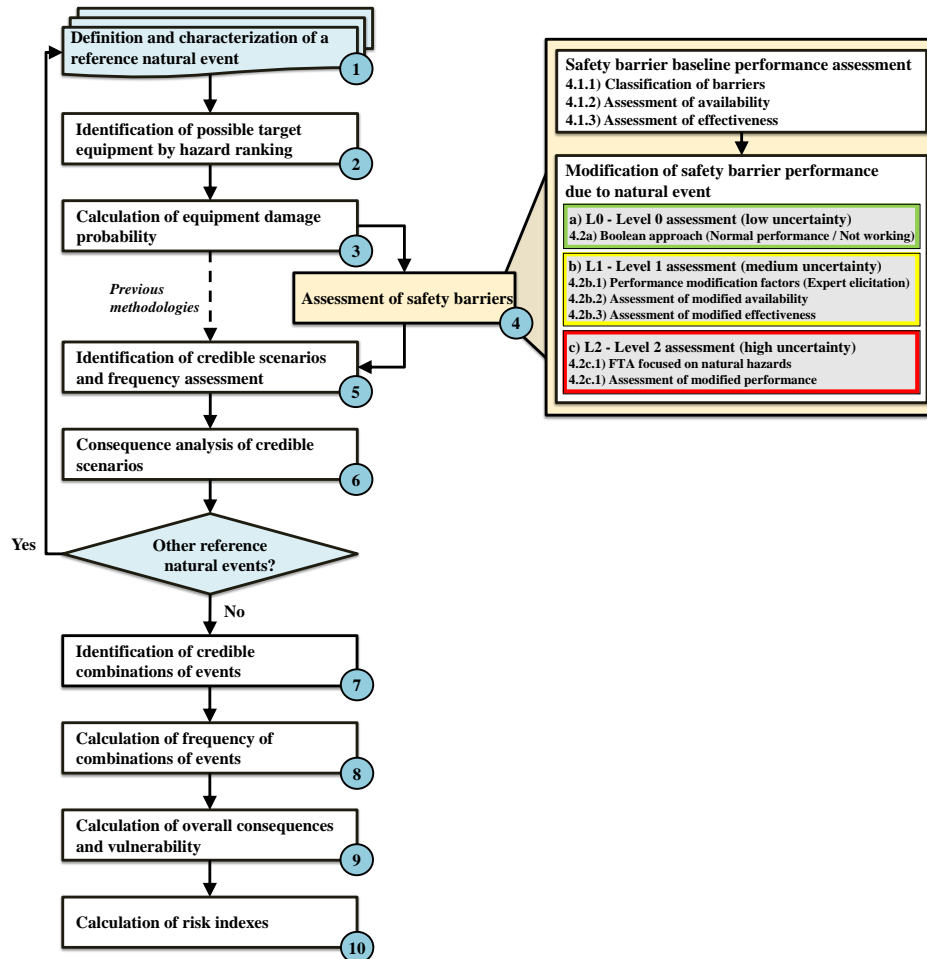 Definition and characterization of a
reference natural event
1
Identification of possible target
equipment by hazard ranking
2
Calculation of equipment damage
probability
3
Previous
methodologies
Assessment of safety barriers
4
Identification of credible scenarios
and frequency assessment
5
Consequence analysis of credible
scenarios
6
Yes
Other reference
natural events?
No
Identification of credible
combinations of events
7
Calculation of frequency of
combinations of events
8
Calculation of overall consequences
and vulnerability
9
Calculation of risk indexes
10
Safety barrier baseline performance assessment
4.1.1) Classification of barriers
4.1.2) Assessment of availability
4.1.3) Assessment of effectiveness
Modification of safety barrier performance
due to natural event
a) L0 - Level 0 assessment (low uncertainty)
4.2a) Boolean approach (Normal performance / Not working)
b) L1 - Level 1 assessment (medium uncertainty)
4.2b.1) Performance modification factors (Expert elicitation)
4.2b.2) Assessment of modified availability
4.2b.3) Assessment of modified effectiveness
c) L2 - Level 2 assessment (high uncertainty)
4.2c.1) FTA focused on natural hazards
4.2c.1) Assessment of modified performance